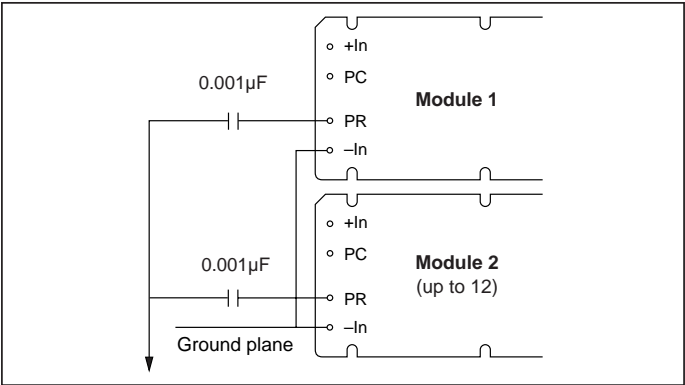 +In
0.001µF
PC
Module 1
PR
–In
+In
0.001µF
PC
Module 2
(up to 12)
PR
–In
Ground plane